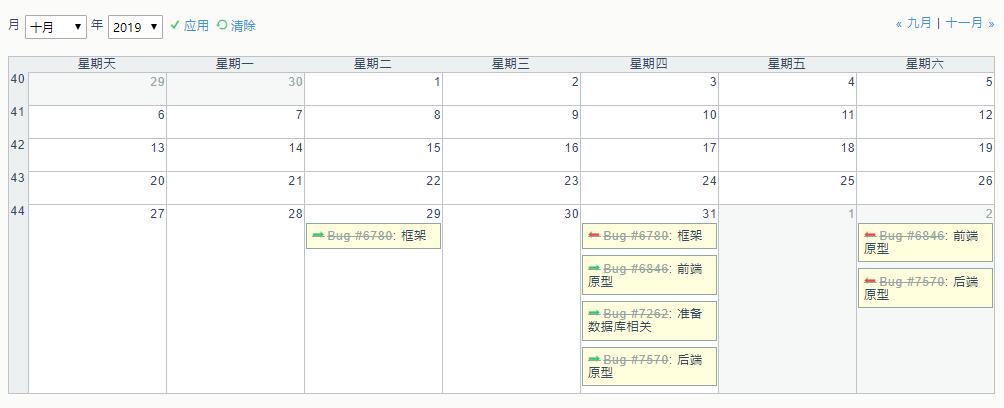 月 十月 年 2019 应用 清除 « 九月 | 十一月 »
星期天 星期一 星期二 星期三 星期四 星期五 星期六
40 29 30 1 2 3 4 5
41 6 7 8 9 10 11 12
42 13 14 15 16 17 18 19
43 20 21 22 23 24 25 26
44 27 28 29 30 31 1 2
Bug #6780: 框架
Bug #6780: 框架
Bug #6846: 前端
原型
Bug #7262: 准备
数据库相关
Bug #7570: 后端
原型
Bug #6846: 前端
原型
Bug #7570: 后端
原型